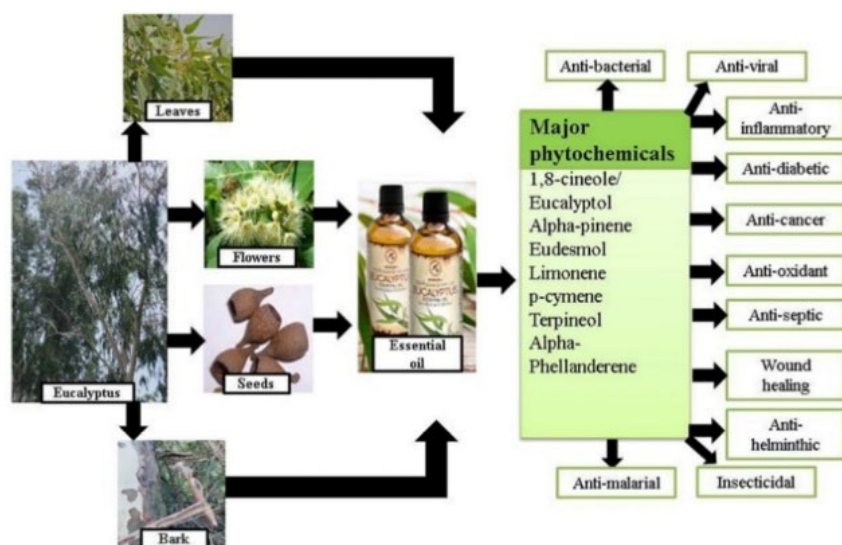 Leaves
Flowers
Seeds
Eucalyptus
Bark
EUCALYPTUS
EUCALYPTUS
Essential
oil
Major
phytochemicals
1,8-cineole/
Eucalyptol
Alpha-pinene
Eudesmol
Limonene
p-cymene
Terpineol
Alpha-
Phellanderene
Anti-bacterial
Anti-viral
Anti-
inflammatory
Anti-diabetic
Anti-cancer
Anti-oxidant
Anti-septic
Wound
healing
Anti-
helminthic
Anti-malarial
Insecticidal